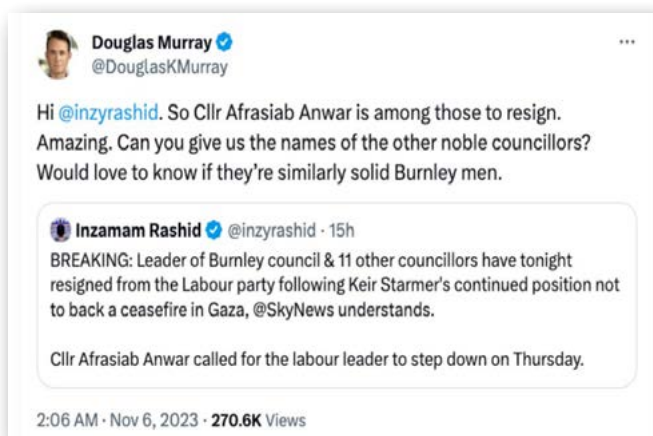 Douglas Murray
@DouglasKMurray
Hi @inzyrashid. So Cllr Afrasiab Anwar is among those to resign.
Amazing. Can you give us the names of the other noble councillors?
Would love to know if they're similarly solid Burnley men.
Inzamam Rashid @inzyrashid · 15h
BREAKING: Leader of Burnley council & 11 other councillors have tonight
resigned from the Labour party following Keir Starmer's continued position not
to back a ceasefire in Gaza, @SkyNews understands.
Cllr Afrasiab Anwar called for the labour leader to step down on Thursday.
2:06 AM · Nov 6, 2023 · 270.6K Views